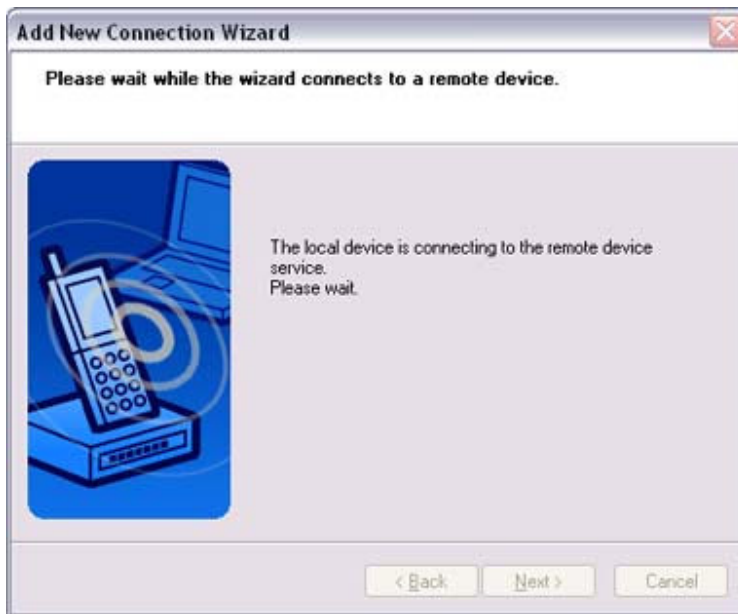 Add New Connection Wizard
Please wait while the wizard connects to a remote device.
The local device is connecting to the remote device
service.
Please wait.
< Back Next > Cancel